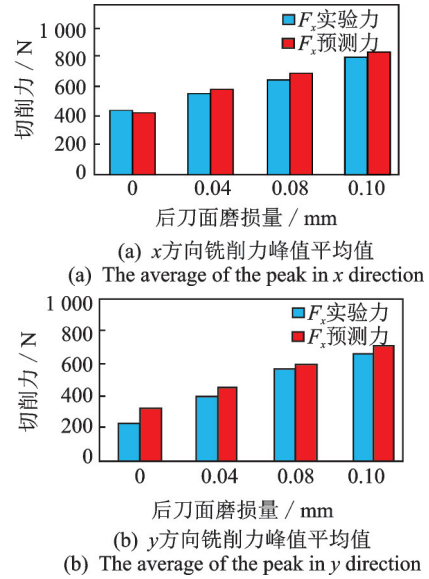 1 000
800
600
400
200
0
切削力 / N
Fx实验力
Fx预测力
0 0.04 0.08 0.10
后刀面磨损量 / mm
(a) x方向铣削力峰值平均值
(a) The average of the peak in x direction
1 000
800
600
400
200
0
切削力 / N
Fx实验力
Fx预测力
0 0.04 0.08 0.10
后刀面磨损量 / mm
(b) y方向铣削力峰值平均值
(b) The average of the peak in y direction